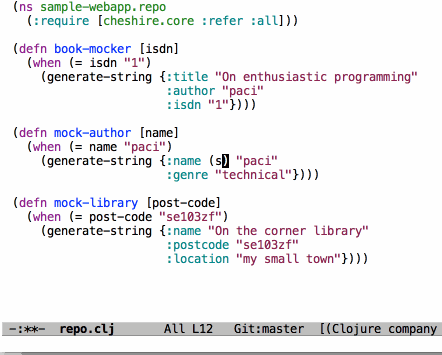 (ns sample-webapp.repo
  (:require [cheshire.core :refer :all]))
(defn book-mocker [isdn]
  (when (= isdn "1")
    (generate-string {:title "On enthusiastic programming"
                      :author "paci"
                      :isdn "1"})))
(defn mock-author [name]
  (when (= name "paci")
    (generate-string {:name (s) "paci"
                      :genre "technical"})))
(defn mock-library [post-code]
  (when (= post-code "se103zf")
    (generate-string {:name "On the corner library"
                      :postcode "se103zf"
                      :location "my small town"})))
-:**-  repo.clj       All L12   Git:master  [(Clojure company